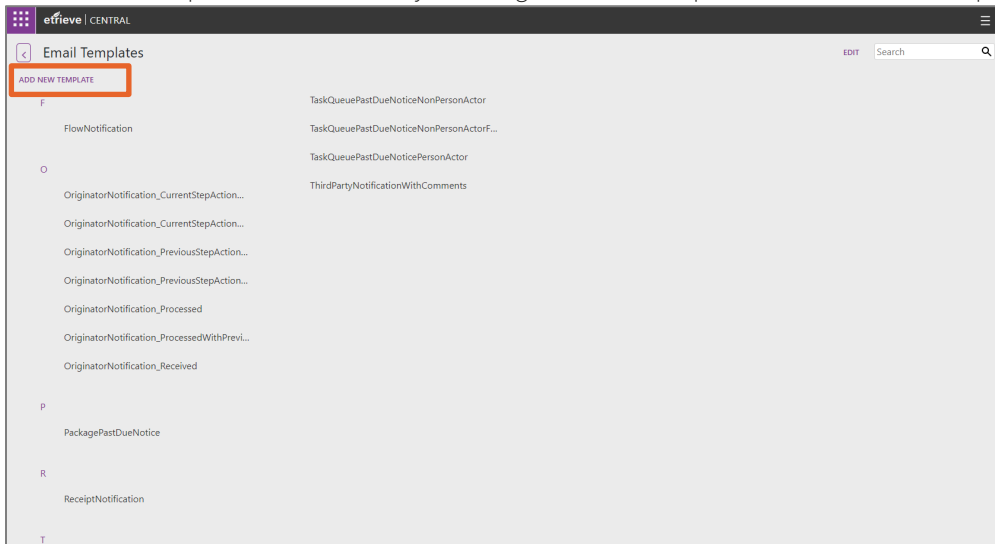 etrieve | CENTRAL
Email Templates
EDIT
Search
ADD NEW TEMPLATE
F
FlowNotification
O
OriginatorNotification_CurrentStepAction...
OriginatorNotification_CurrentStepAction...
OriginatorNotification_PreviousStepAction...
OriginatorNotification_PreviousStepAction...
OriginatorNotification_Processed
OriginatorNotification_ProcessedWithPrevi...
OriginatorNotification_Received
P
PackagePastDueNotice
R
ReceiptNotification
T
TaskQueuePastDueNoticeNonPersonActor
TaskQueuePastDueNoticeNonPersonActorF...
TaskQueuePastDueNoticePersonActor
ThirdPartyNotificationWithComments